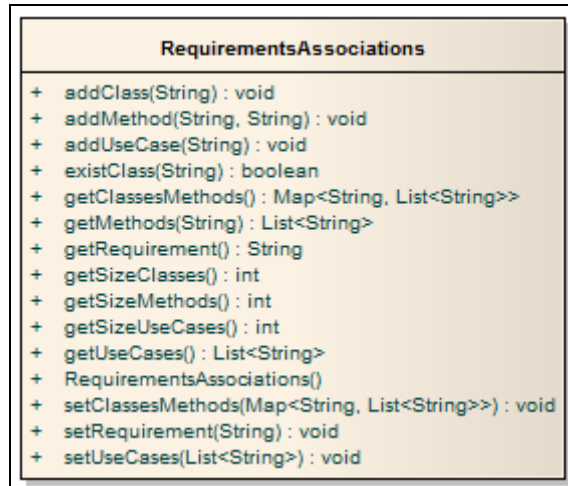 RequirementsAssociations
+ addClass(String) : void
+ addMethod(String, String) : void
+ addUseCase(String) : void
+ existClass(String) : boolean
+ getClassesMethods() : Map<String, List<String>>
+ getMethods(String) : List<String>
+ getRequirement() : String
+ getSizeClasses() : int
+ getSizeMethods() : int
+ getSizeUseCases() : int
+ getUseCases() : List<String>
+ RequirementsAssociations()
+ setClassesMethods(Map<String, List<String>>) : void
+ setRequirement(String) : void
+ setUseCases(List<String>) : void